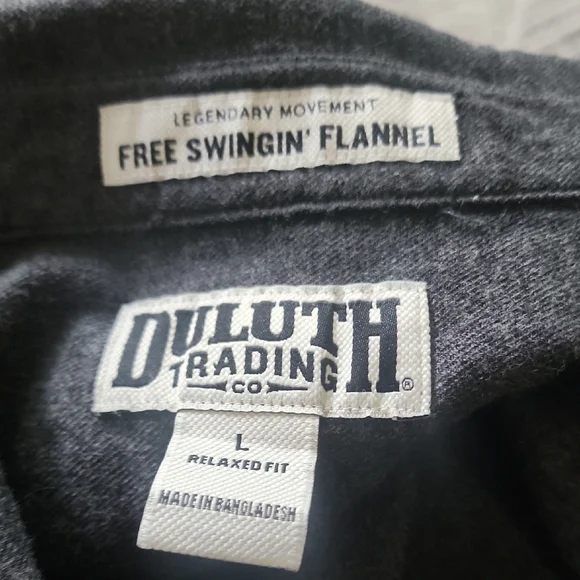 LEGENDARY MOVEMENT
FREE SWINGIN' FLANNEL
DULUTH
TRADING
CO
®
L
RELAXED FIT
MADE IN BANGLADESH